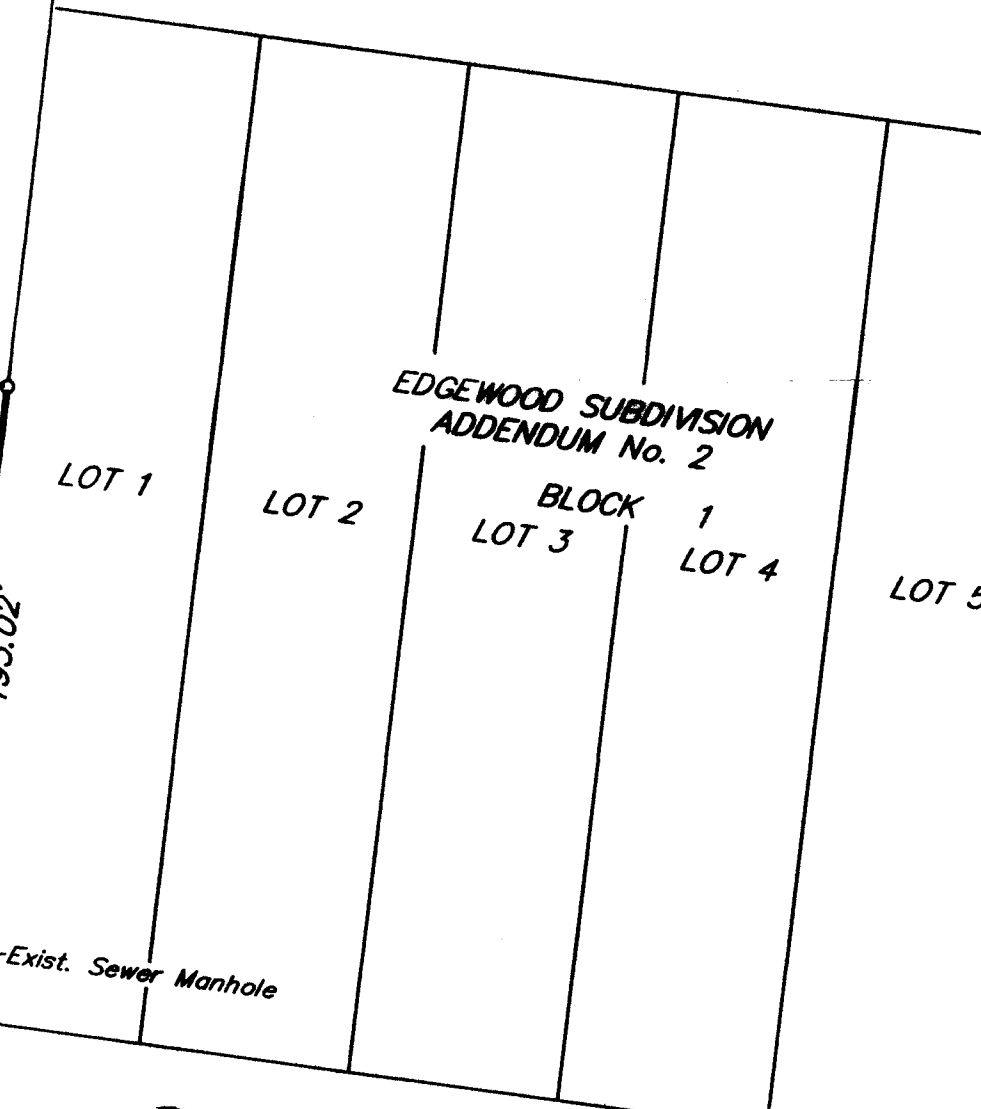 EDGEWOOD SUBDIVISION
ADDENDUM No. 2
BLOCK 1
LOT 1
LOT 2
LOT 3
LOT 4
LOT 5
Exist. Sewer Manhole